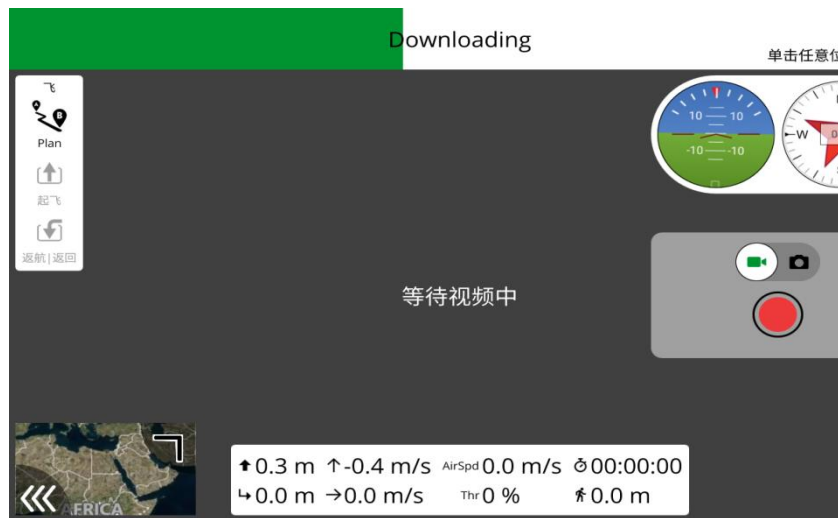 Downloading
单击任意位
飞
Plan
起飞
返航|返回
10 10
-10 -10
W 0
等待视频中
AFRICA
0.3 m -0.4 m/s AirSpd 0.0 m/s 00:00:00
0.0 m 0.0 m/s Thr 0 % 0.0 m